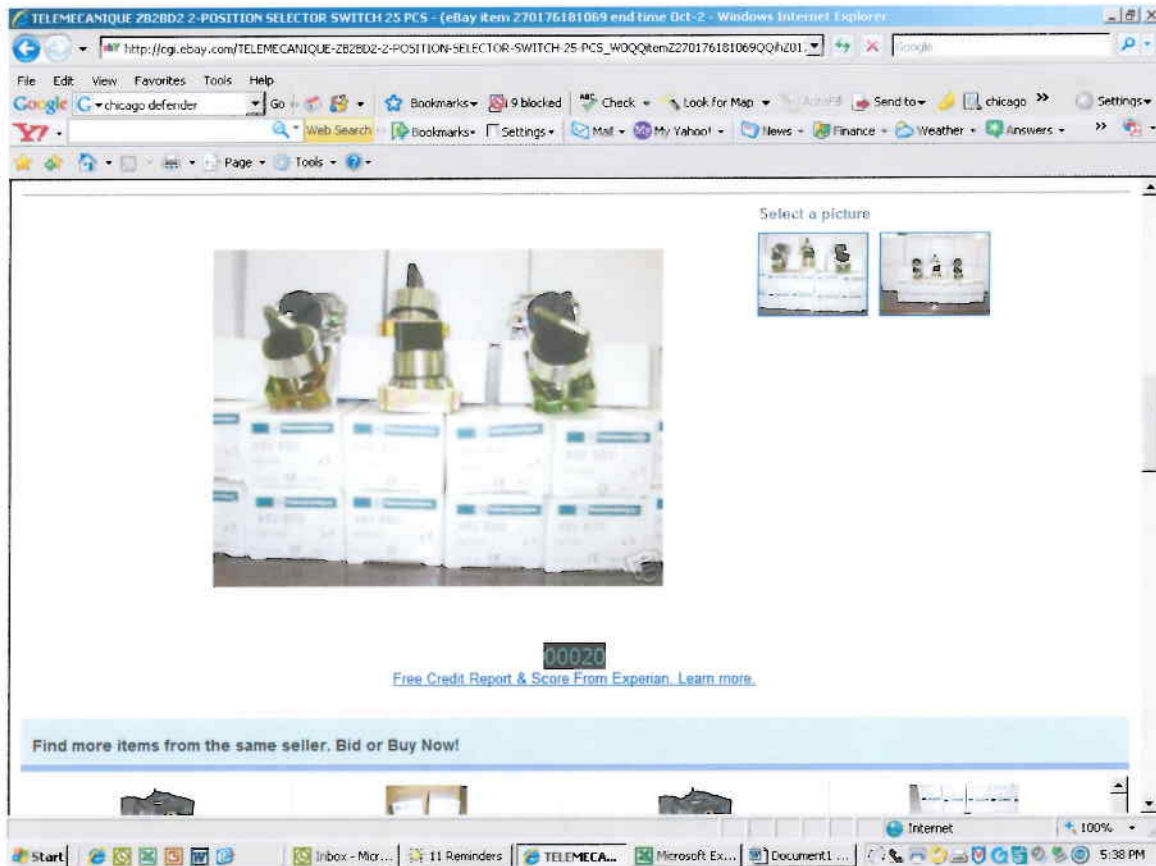 TELEMECANIQUE ZB2BD2 2-POSITION SELECTOR SWITCH 25 PCS - (eBay item 270176181069 end time Oct-2 - Windows Internet Explorer
http://cgi.ebay.com/TELEMECANIQUE-ZB2BD2-2-POSITION-SELECTOR-SWITCH-25-PCS_W0QQitemZ270176181069QQihZ01
Google
File Edit View Favorites Tools Help
Google G chicago defender Go Bookmarks 9 blocked ABC Check Look for Map AutoFill Send to chicago >> Settings
Y7 Web Search Bookmarks Settings Mail My Yahoo! News Finance Weather Answers >>
Page Tools
Select a picture
00020
Free Credit Report & Score From Experian. Learn more.
Find more items from the same seller. Bid or Buy Now!
Internet 100%
Start Inbox - Micr... 11 Reminders TELEMECA... Microsoft Ex... Document1 ... 5:38 PM